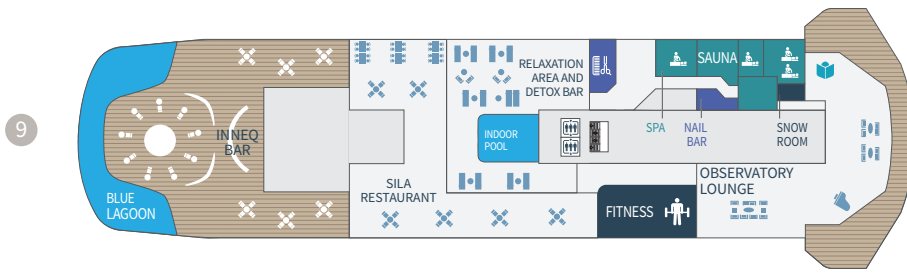 9
BLUE
LAGOON
INNEQ
BAR
SILA
RESTAURANT
RELAXATION
AREA AND
DETOX BAR
INDOOR
POOL
SAUNA
SPA
NAIL
BAR
SNOW
ROOM
OBSERVATORY
LOUNGE
FITNESS